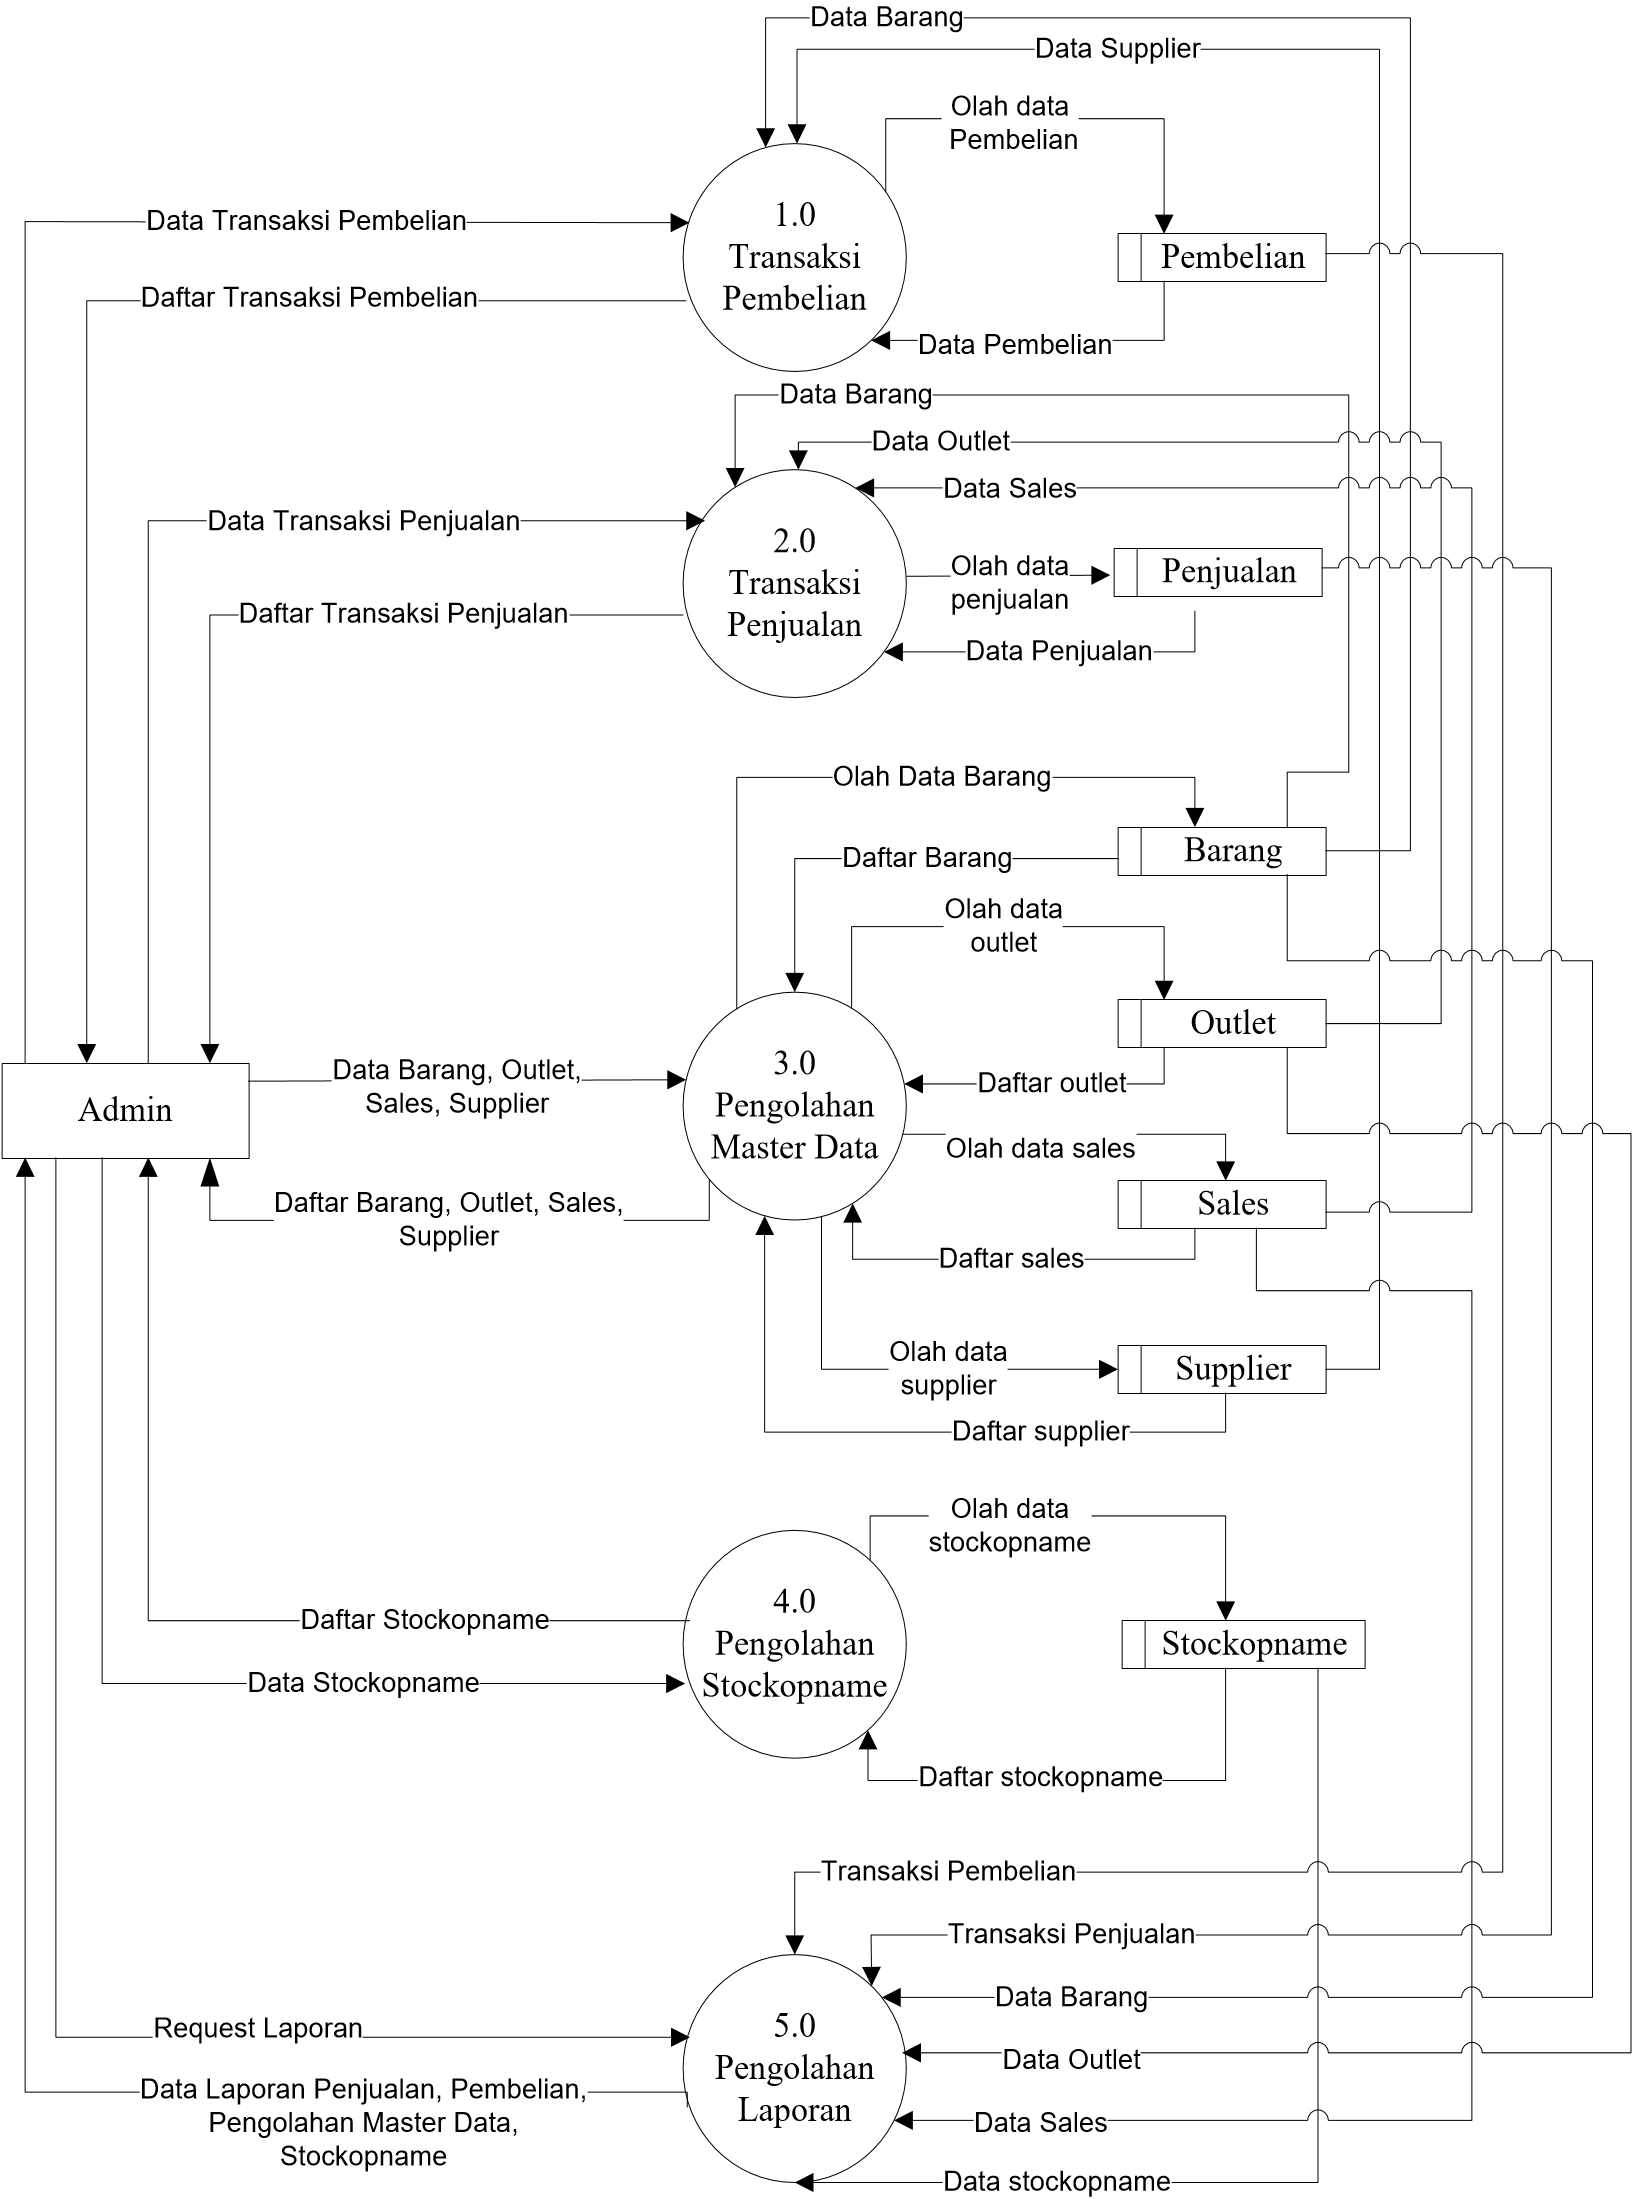 Data Barang
Data Supplier
Olah data
Pembelian
1.0
Transaksi
Pembelian
Data Transaksi Pembelian
Pembelian
Daftar Transaksi Pembelian
Data Pembelian
Data Barang
Data Outlet
Data Sales
Data Transaksi Penjualan
2.0
Transaksi
Penjualan
Olah data
penjualan
Penjualan
Daftar Transaksi Penjualan
Data Penjualan
Olah Data Barang
Barang
Daftar Barang
Olah data
outlet
Outlet
Admin
Data Barang, Outlet,
Sales, Supplier
3.0
Pengolahan
Master Data
Daftar outlet
Olah data sales
Sales
Daftar Barang, Outlet, Sales,
Supplier
Daftar sales
Olah data
supplier
Supplier
Daftar supplier
Olah data
stockopname
4.0
Pengolahan
Stockopname
Daftar Stockopname
Stockopname
Data Stockopname
Daftar stockopname
Transaksi Pembelian
Transaksi Penjualan
Data Barang
5.0
Pengolahan
Laporan
Request Laporan
Data Outlet
Data Laporan Penjualan, Pembelian,
Pengolahan Master Data,
Stockopname
Data Sales
Data stockopname